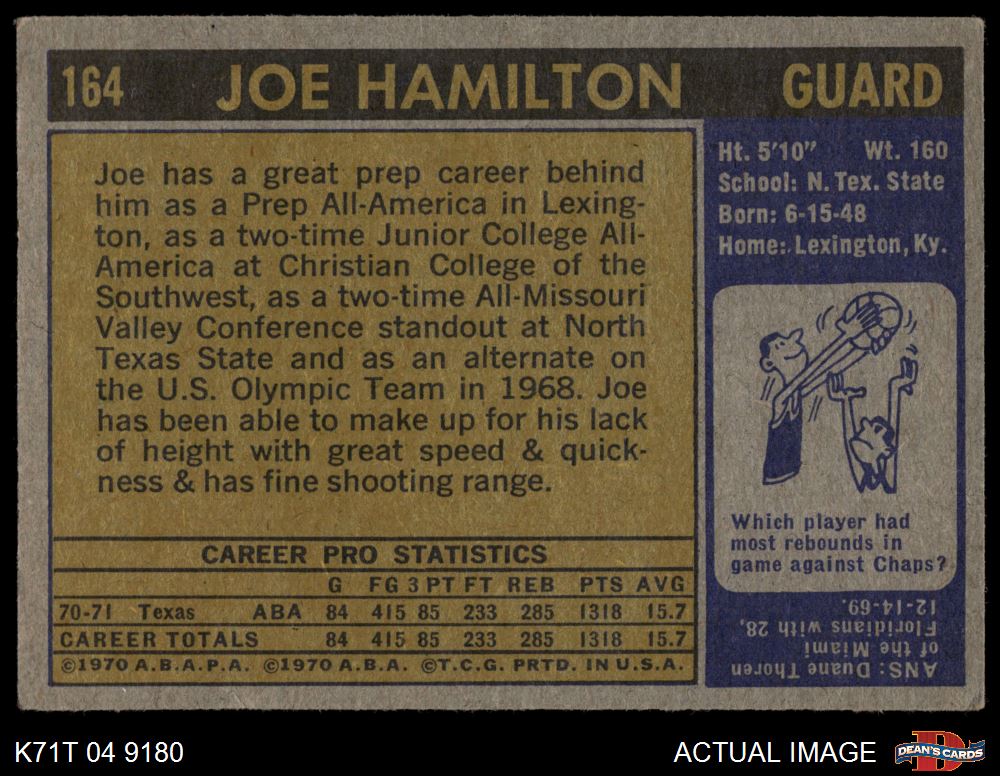 164 JOE HAMILTON GUARD
Joe has a great prep career behind
him as a Prep All-America in Lexing-
ton, as a two-time Junior College All-
America at Christian College of the
Southwest, as a two-time All-Missouri
Valley Conference standout at North
Texas State and as an alternate on
the U.S. Olympic Team in 1968. Joe
has been able to make up for his lack
of height with great speed & quick-
ness & has fine shooting range.
CAREER PRO STATISTICS
G FG 3 PT FT REB PTS AVG
70-71 Texas ABA 84 415 85 233 285 1318 15.7
CAREER TOTALS 84 415 85 233 285 1318 15.7
©1970 A.B.A.P.A. ©1970 A.B.A. ©T.C.G. PRTD. IN U.S.A.
Ht. 5'10" Wt. 160
School: N. Tex. State
Born: 6-15-48
Home: Lexington, Ky.
Which player had
most rebounds in
game against Chaps?
ANS: Duane Thoren
of the Miami
Floridians with 28,
12-14-69.
K71T 04 9180
ACTUAL IMAGE
DEAN'S CARDS